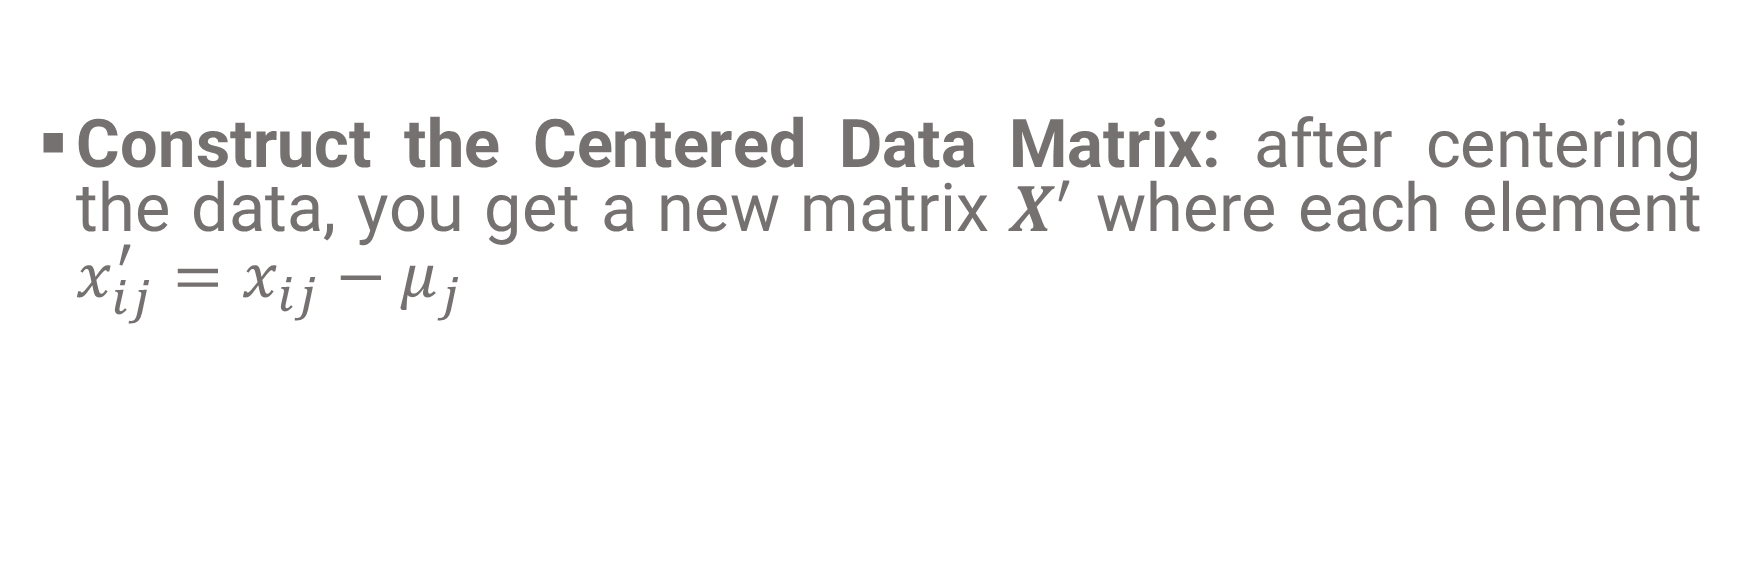 ▪ Construct the Centered Data Matrix: after centering
the data, you get a new matrix X′ where each element
x′ij = xij − μj